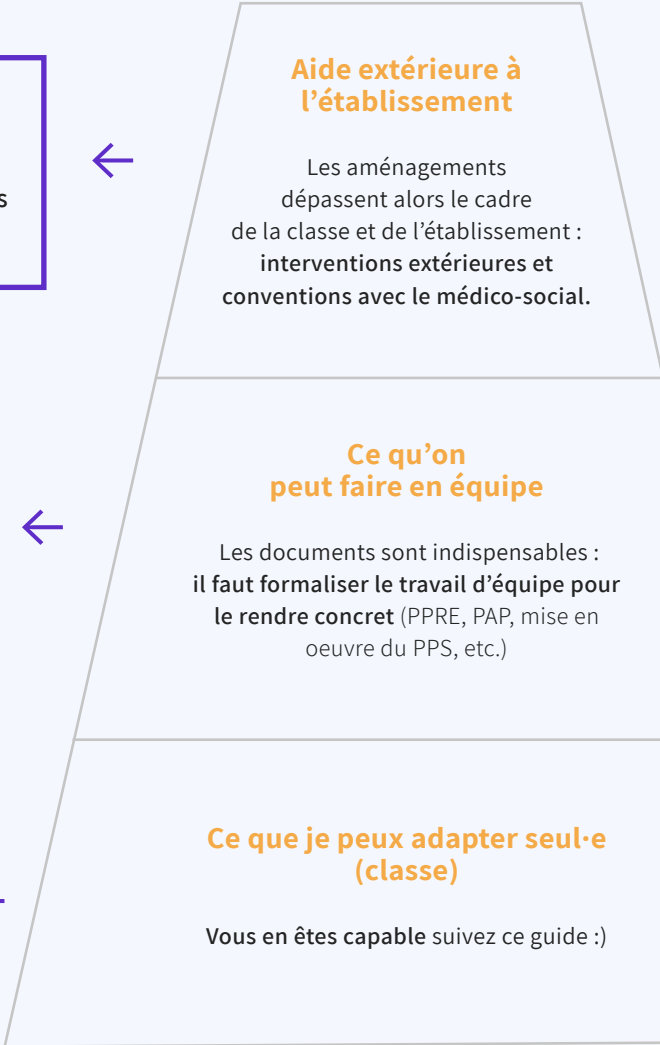 s
Aide extérieure à
l’établissement
Les aménagements
dépassent alors le cadre
de la classe et de l’établissement :
interventions extérieures et
conventions avec le médico-social.
Ce qu’on
peut faire en équipe
Les documents sont indispensables :
il faut formaliser le travail d’équipe pour
le rendre concret (PPRE, PAP, mise en
oeuvre du PPS, etc.)
Ce que je peux adapter seul·e
(classe)
Vous en êtes capable suivez ce guide :)